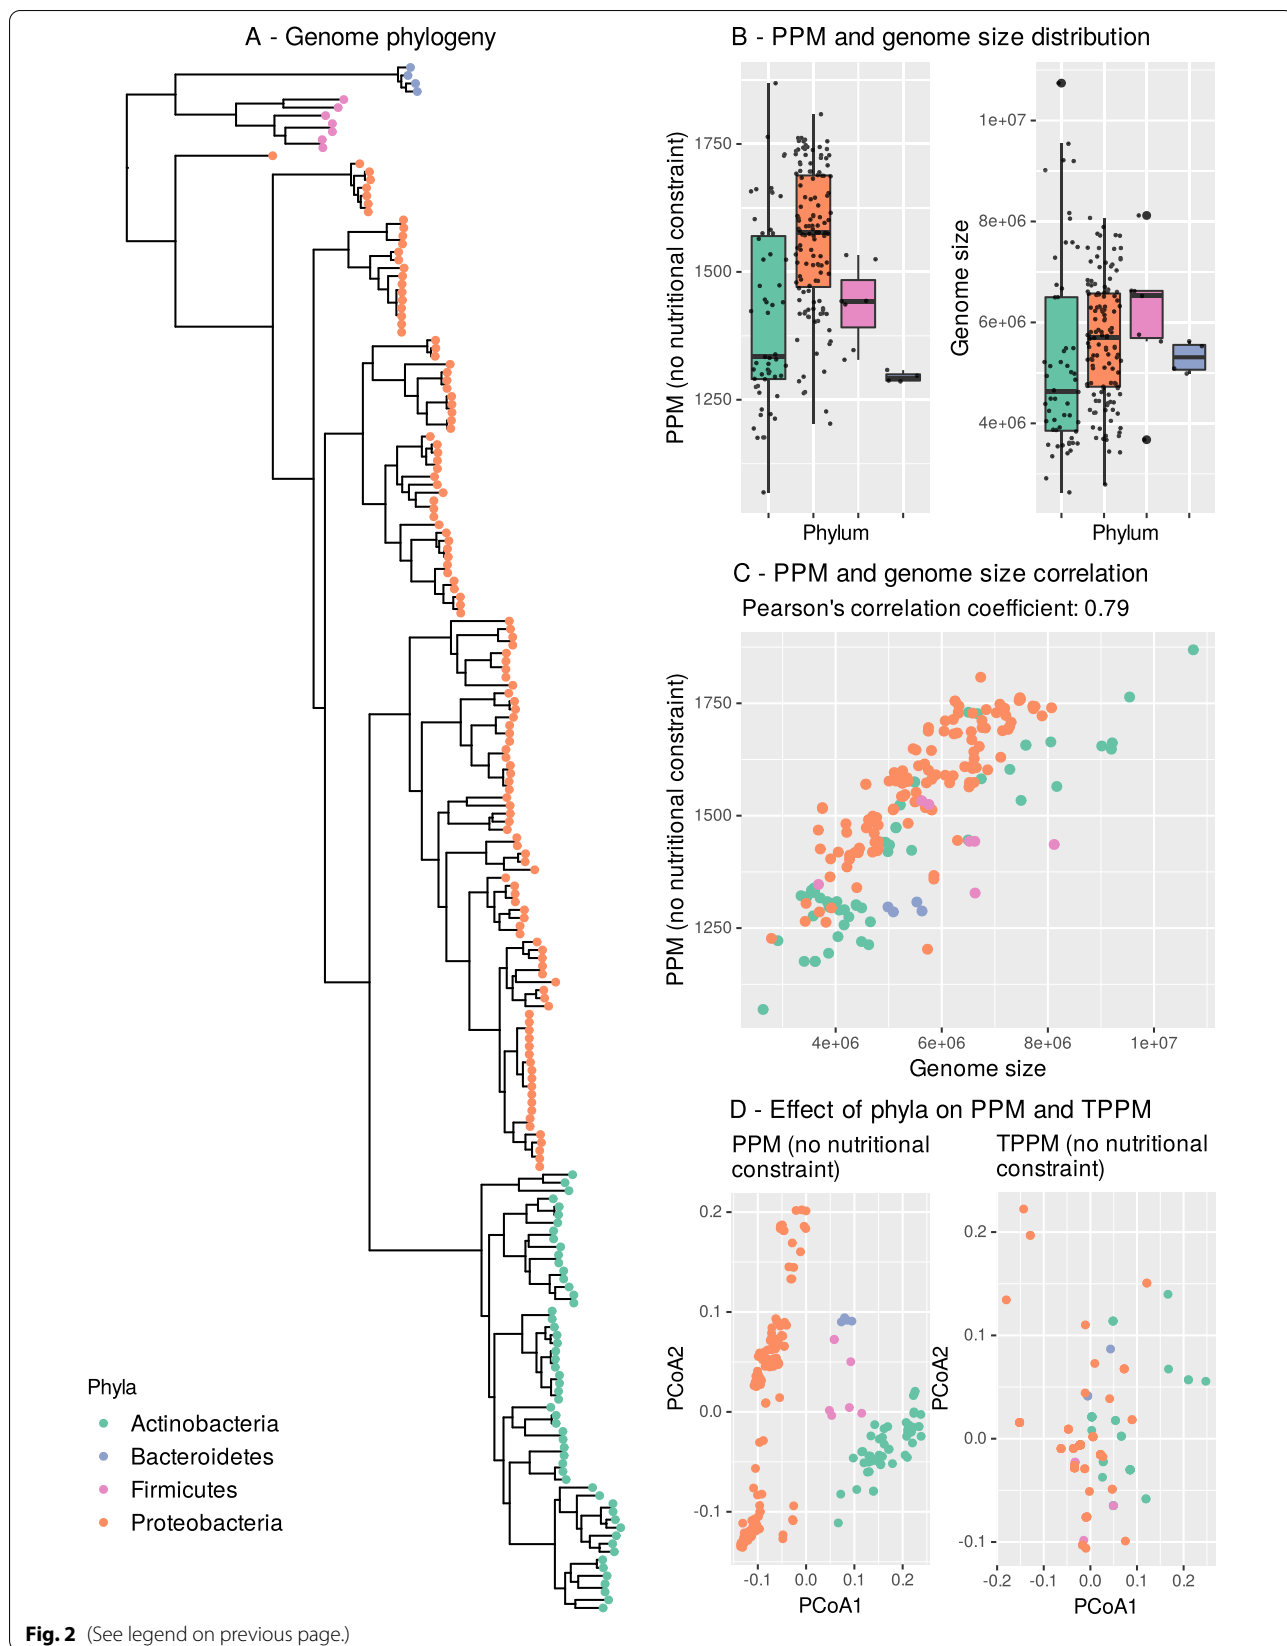 A - Genome phylogeny
Phyla
Actinobacteria
Bacteroidetes
Firmicutes
Proteobacteria
B - PPM and genome size distribution
PPM (no nutritional constraint)
1750
1500
1250
Phylum
Genome size
1e+07
8e+06
6e+06
4e+06
Phylum
C - PPM and genome size correlation
Pearson's correlation coefficient: 0.79
PPM (no nutritional constraint)
1750
1500
1250
4e+06 6e+06 8e+06 1e+07
Genome size
D - Effect of phyla on PPM and TPPM
PPM (no nutritional
constraint)
PCoA2
0.2
0.1
0.0
-0.1
-0.1 0.0 0.1 0.2
PCoA1
TPPM (no nutritional
constraint)
PCoA2
0.2
0.1
0.0
-0.1
-0.2 -0.1 0.0 0.1 0.2
PCoA1
Fig. 2 (See legend on previous page.)